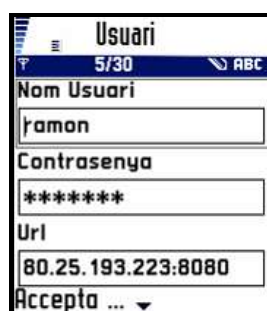 Usuari
5/30 ABC
Nom Usuari
ramon
Contrasenya
*******
Url
80.25.193.223:8080
Accepta ...